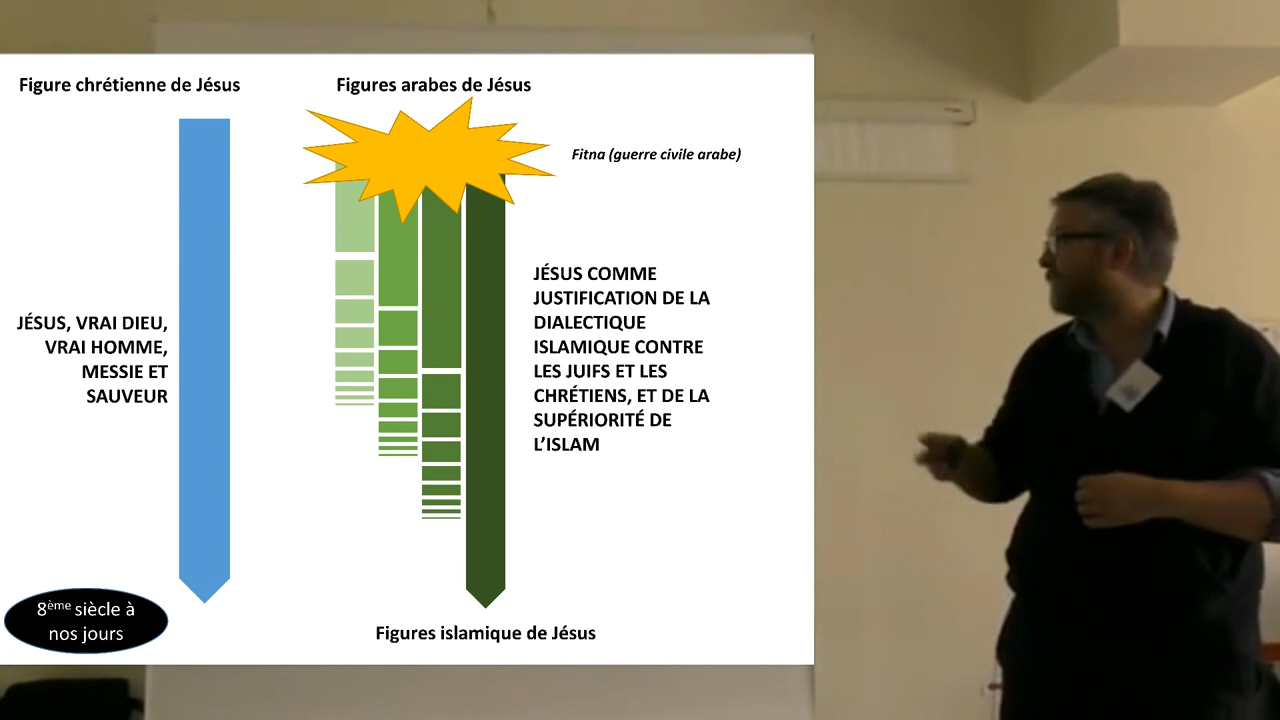 Figure chrétienne de Jésus
Figures arabes de Jésus
Fitna (guerre civile arabe)
JÉSUS, VRAI DIEU,
VRAI HOMME,
MESSIE ET
SAUVEUR
JÉSUS COMME
JUSTIFICATION DE LA
DIALECTIQUE
ISLAMIQUE CONTRE
LES JUIFS ET LES
CHRÉTIENS, ET DE LA
SUPÉRIORITÉ DE
L’ISLAM
8ème siècle à
nos jours
Figures islamique de Jésus